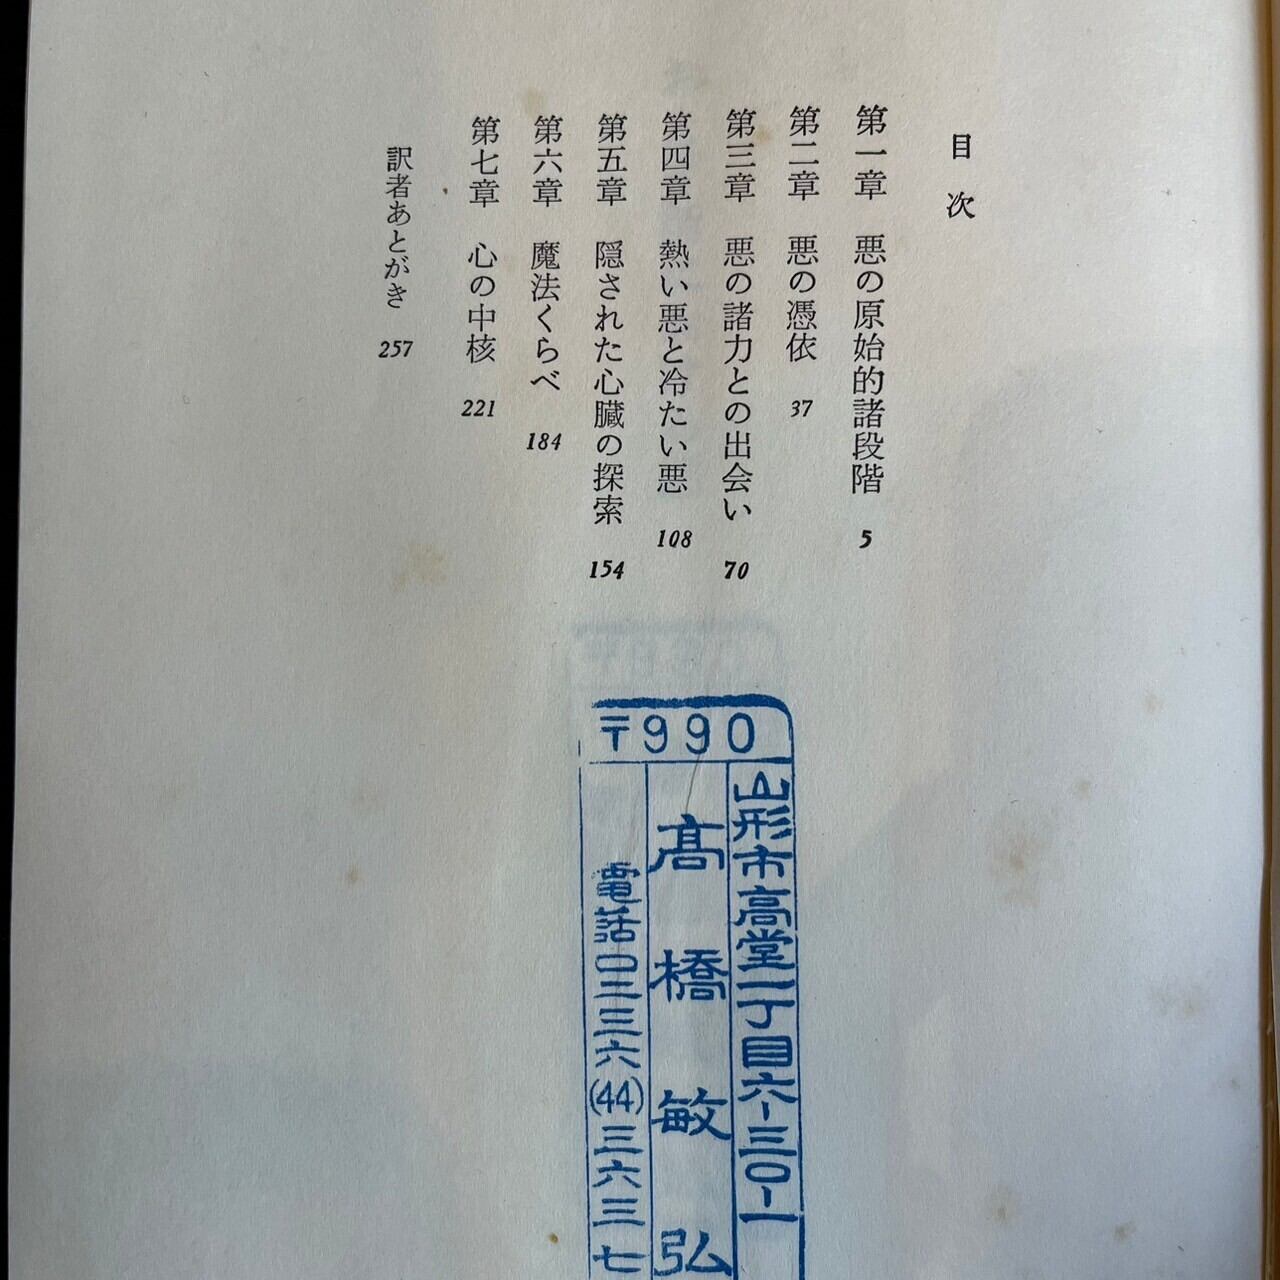 目次
第一章 悪の原始的諸段階 5
第二章 悪の憑依 37
第三章 悪の諸力との出会い 70
第四章 熱い悪と冷たい悪 108
第五章 隠された心臓の探索 154
第六章 魔法くらべ 184
第七章 心の中核 221
訳者あとがき 257
〒990
山形市高堂一丁目六-三〇-一
髙橋敏弘
電話〇二三六(44)三六三七